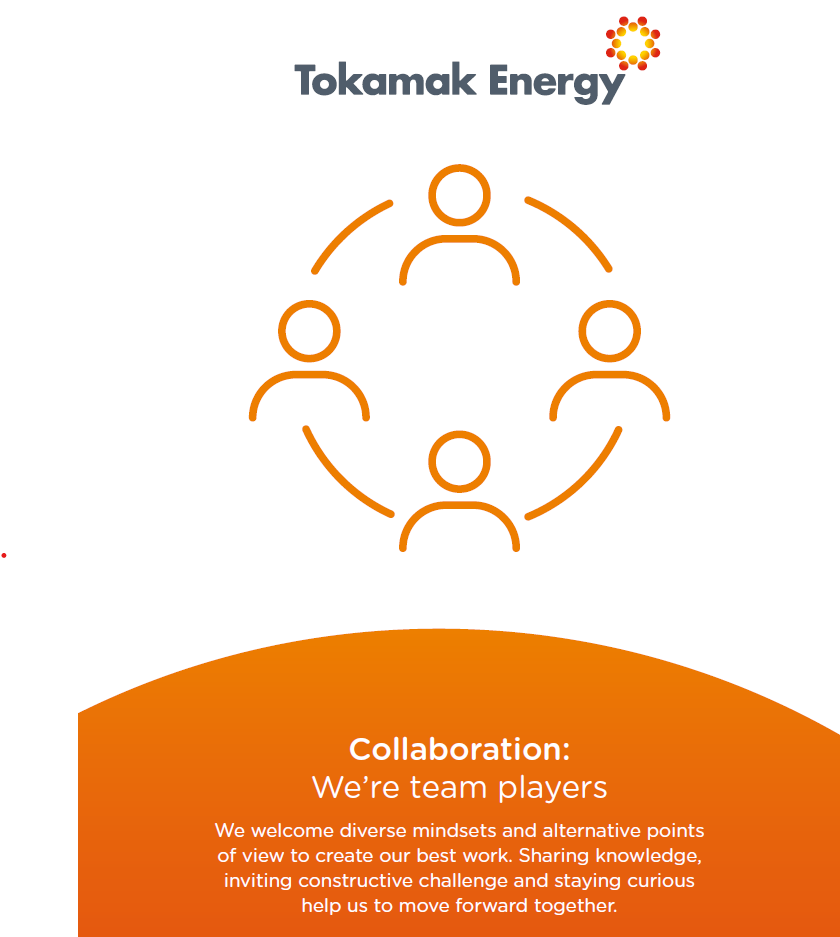 Tokamak Energy
Collaboration:
We’re team players
We welcome diverse mindsets and alternative points
of view to create our best work. Sharing knowledge,
inviting constructive challenge and staying curious
help us to move forward together.